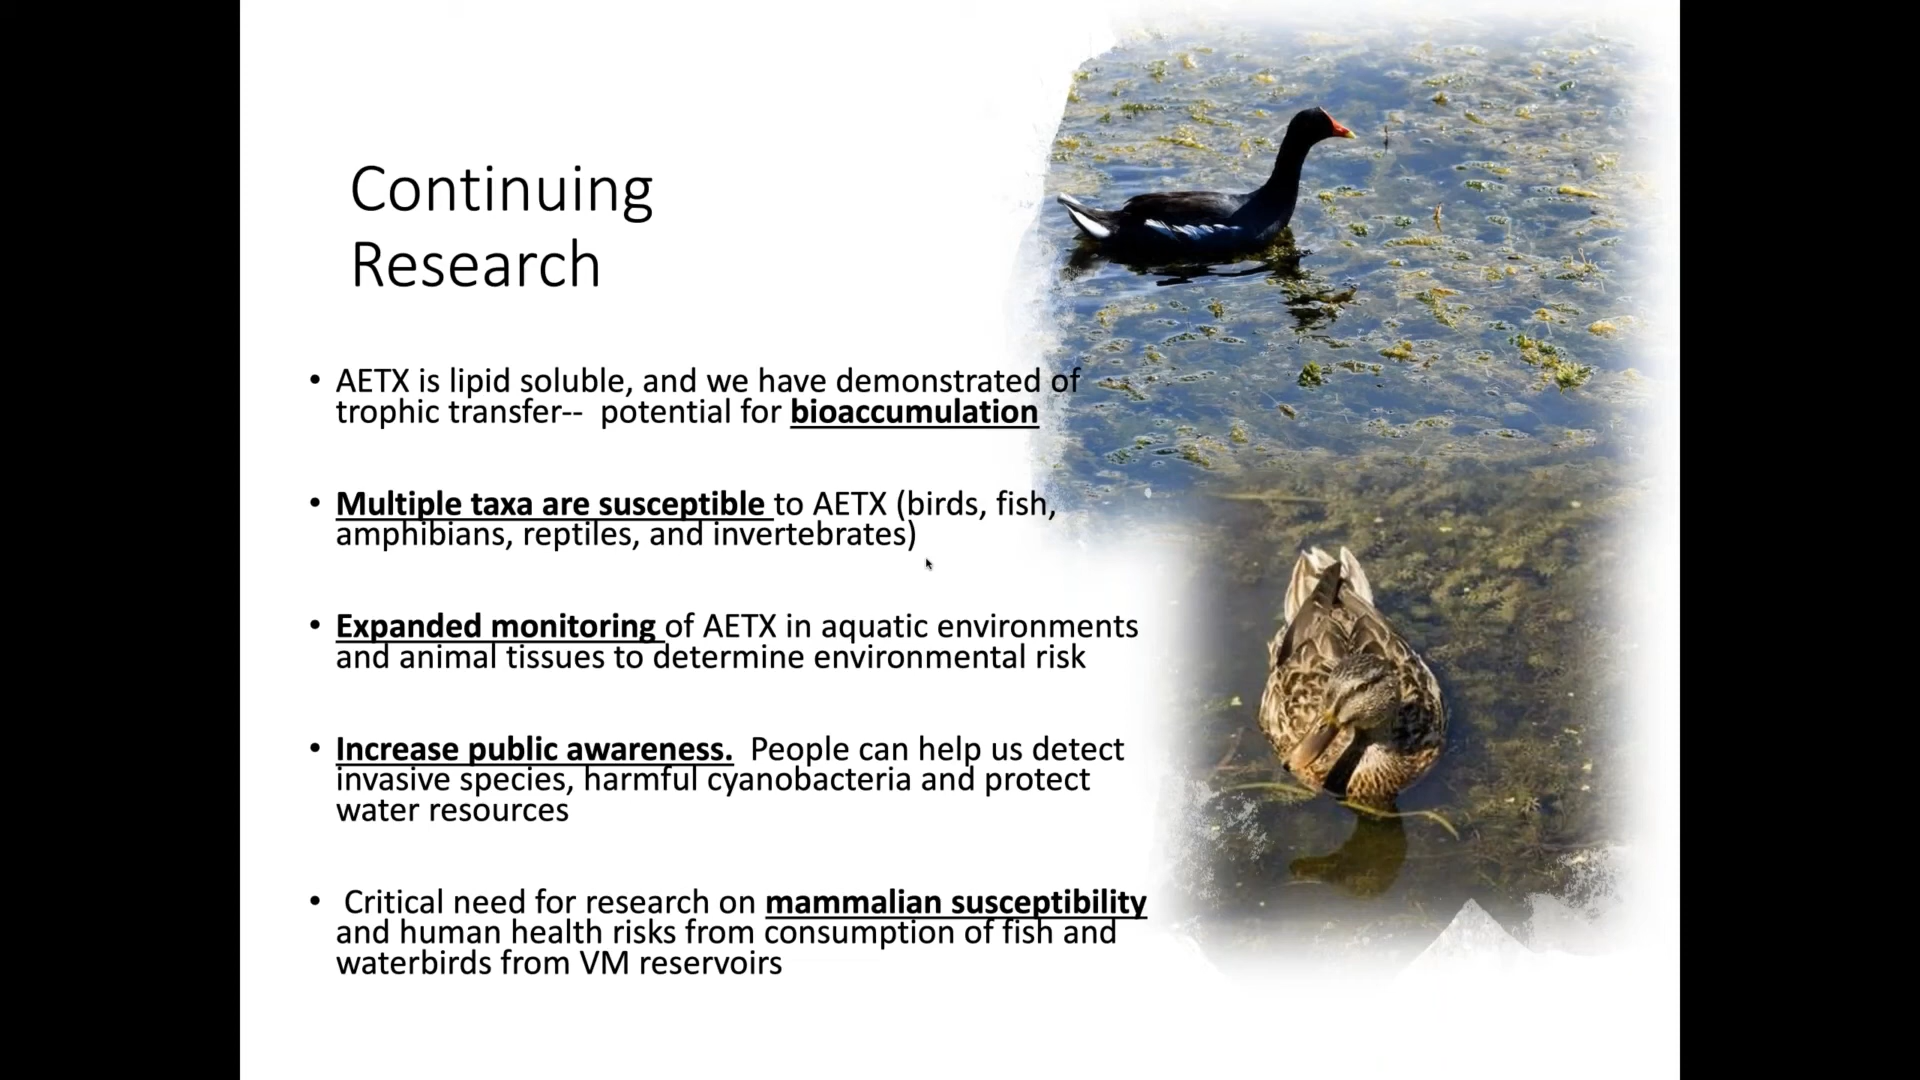 Continuing
Research
• AETX is lipid soluble, and we have demonstrated of
trophic transfer--  potential for bioaccumulation
• Multiple taxa are susceptible to AETX (birds, fish,
amphibians, reptiles, and invertebrates)
• Expanded monitoring of AETX in aquatic environments
and animal tissues to determine environmental risk
• Increase public awareness.  People can help us detect
invasive species, harmful cyanobacteria and protect
water resources
• Critical need for research on mammalian susceptibility
and human health risks from consumption of fish and
waterbirds from VM reservoirs